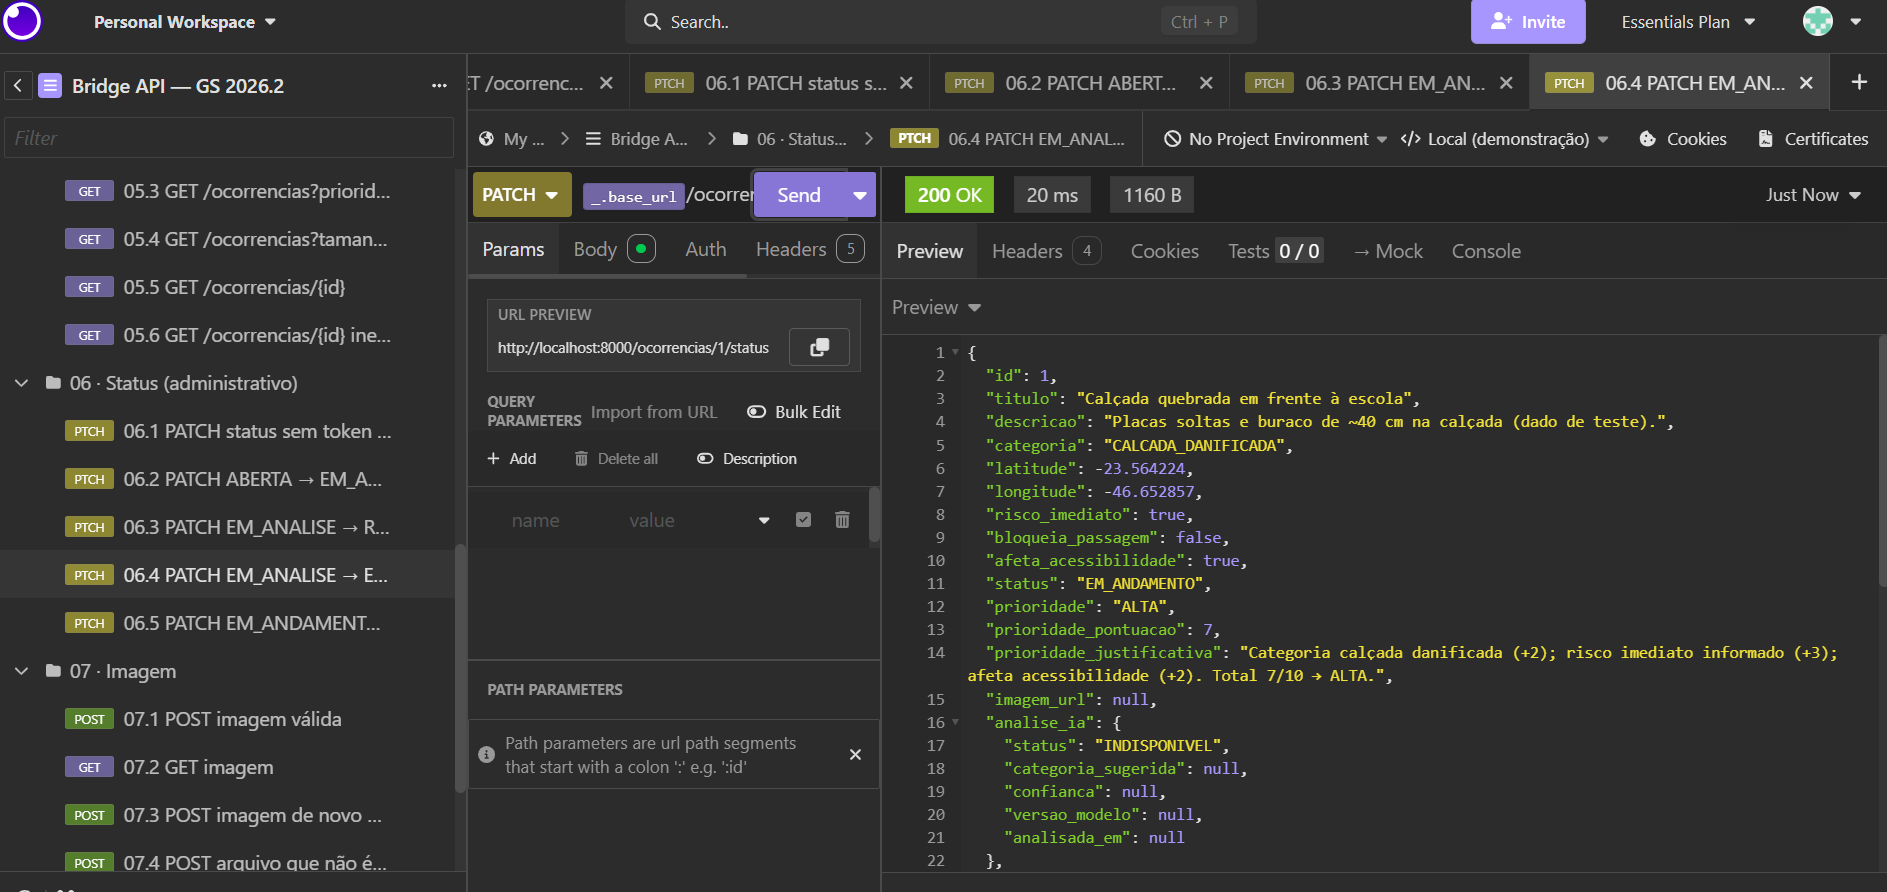 Personal Workspace
Search..
Ctrl + P
Invite
Essentials Plan
Bridge API — GS 2026.2
Filter
GET 05.3 GET /ocorrencias?priorid...
GET 05.4 GET /ocorrencias?taman...
GET 05.5 GET /ocorrencias/{id}
GET 05.6 GET /ocorrencias/{id} ine...
06 · Status (administrativo)
PTCH 06.1 PATCH status sem token ...
PTCH 06.2 PATCH ABERTA → EM_A...
PTCH 06.3 PATCH EM_ANALISE → R...
PTCH 06.4 PATCH EM_ANALISE → E...
PTCH 06.5 PATCH EM_ANDAMENT...
07 · Imagem
POST 07.1 POST imagem válida
GET 07.2 GET imagem
POST 07.3 POST imagem de novo ...
POST 07.4 POST arquivo que não é...
ET /ocorrenc...
PTCH 06.1 PATCH status s...
PTCH 06.2 PATCH ABERT...
PTCH 06.3 PATCH EM_AN...
PTCH 06.4 PATCH EM_AN...
My ... > Bridge A... > 06 · Status... > PTCH 06.4 PATCH EM_ANAL...
No Project Environment
Local (demonstração)
Cookies
Certificates
PATCH
_.base_url /ocorrer
Send
Params
Body
Auth
Headers 5
URL PREVIEW
http://localhost:8000/ocorrencias/1/status
QUERY PARAMETERS
Import from URL
Bulk Edit
+ Add
Delete all
Description
name
value
PATH PARAMETERS
Path parameters are url path segments
that start with a colon ':' e.g. ':id'
200 OK
20 ms
1160 B
Just Now
Preview
Headers 4
Cookies
Tests 0 / 0
→ Mock
Console
Preview
1 {
2 "id": 1,
3 "titulo": "Calçada quebrada em frente à escola",
4 "descricao": "Placas soltas e buraco de ~40 cm na calçada (dado de teste).",
5 "categoria": "CALCADA_DANIFICADA",
6 "latitude": -23.564224,
7 "longitude": -46.652857,
8 "risco_imediato": true,
9 "bloqueia_passagem": false,
10 "afeta_acessibilidade": true,
11 "status": "EM_ANDAMENTO",
12 "prioridade": "ALTA",
13 "prioridade_pontuacao": 7,
14 "prioridade_justificativa": "Categoria calçada danificada (+2); risco imediato informado (+3);
afeta acessibilidade (+2). Total 7/10 → ALTA.",
15 "imagem_url": null,
16 "analise_ia": {
17 "status": "INDISPONIVEL",
18 "categoria_sugerida": null,
19 "confianca": null,
20 "versao_modelo": null,
21 "analisada_em": null
22 },